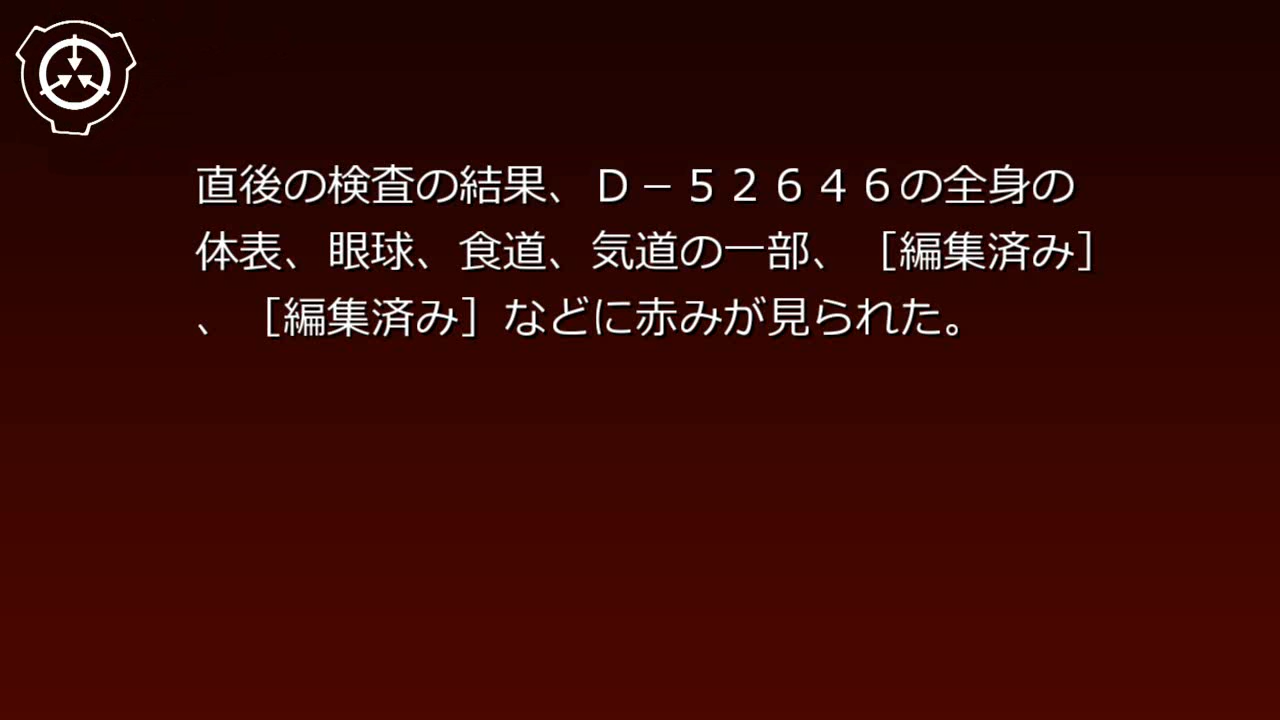 直後の検査の結果、Ｄ－５２６４６の全身の
体表、眼球、食道、気道の一部、［編集済み］
、［編集済み］などに赤みが見られた。